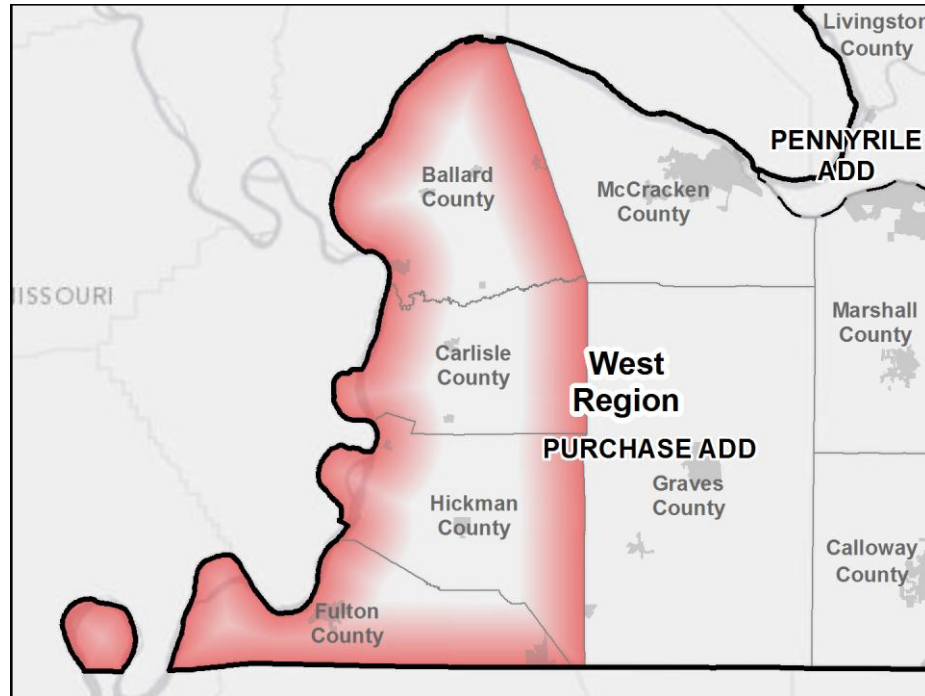 Livingston
County
PENNYRILE
ADD
Ballard
County
McCracken
County
ISSOURI
Marshall
County
Carlisle
County
West
Region
PURCHASE ADD
Graves
County
Hickman
County
Calloway
County
Fulton
County